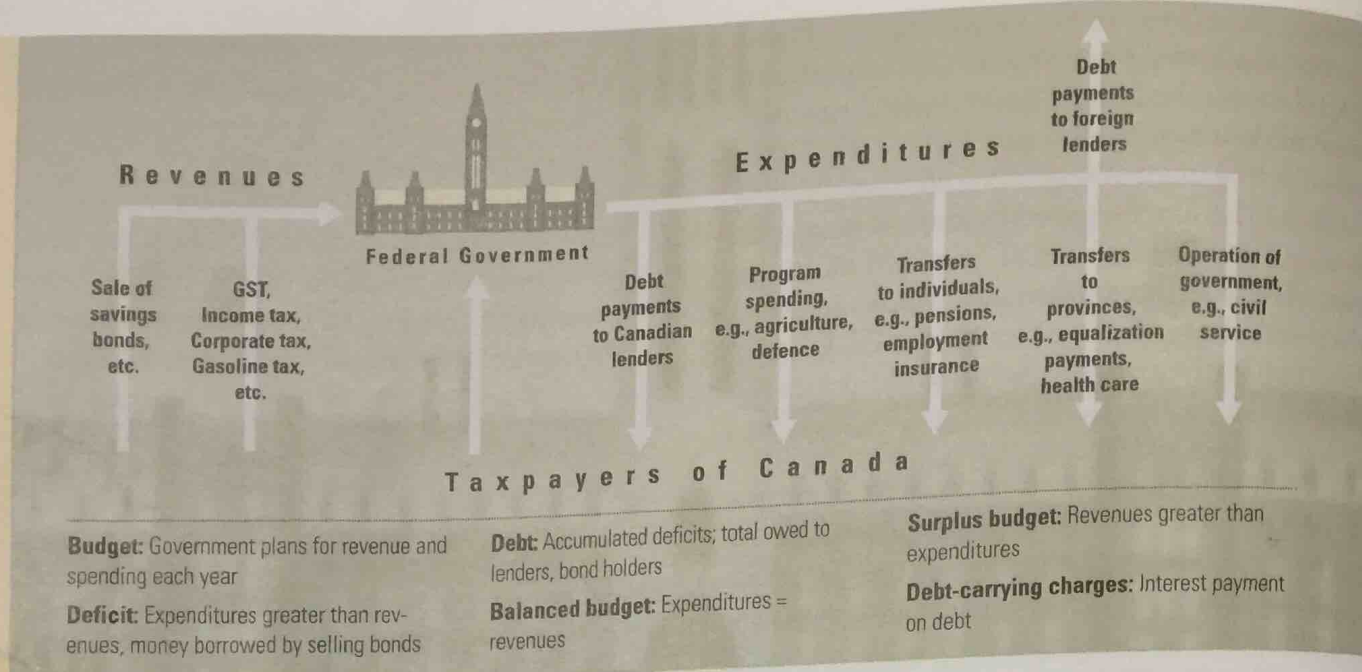 Debt
payments
to foreign
lenders
Revenues
Expenditures
Federal Government
Sale of
savings
bonds,
etc.
GST,
Income tax,
Corporate tax,
Gasoline tax,
etc.
Debt
payments
to Canadian
lenders
Program
spending,
e.g., agriculture,
defence
Transfers
to individuals,
e.g., pensions,
employment
insurance
Transfers
to
provinces,
e.g., equalization
payments,
health care
Operation of
government,
e.g., civil
service
Taxpayers of Canada
Budget: Government plans for revenue and
spending each year
Deficit: Expenditures greater than rev-
enues, money borrowed by selling bonds
Debt: Accumulated deficits; total owed to
lenders, bond holders
Balanced budget: Expenditures =
revenues
Surplus budget: Revenues greater than
expenditures
Debt-carrying charges: Interest payment
on debt